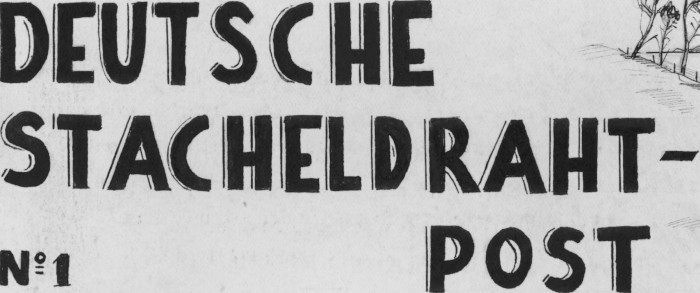 DEUTSCHE
STACHELDRAHT-
POST
Nº 1